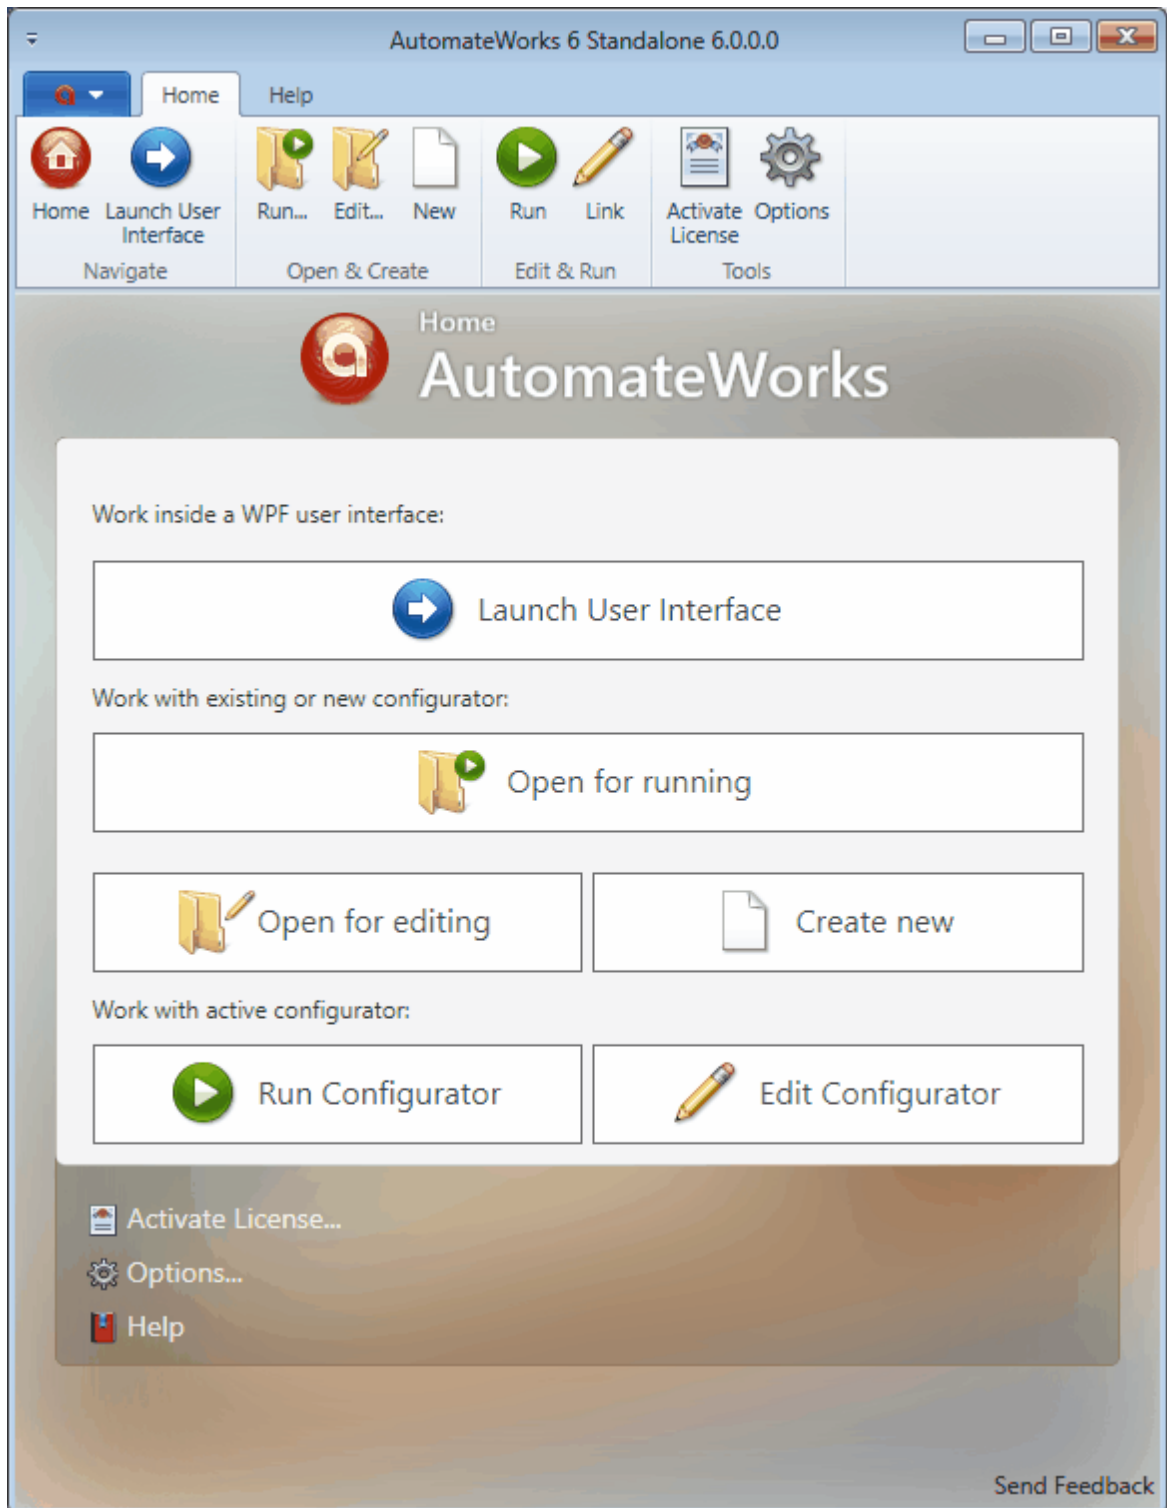 AutomateWorks 6 Standalone 6.0.0.0
Home Help
Home Launch User Interface Run... Edit... New Run Link Activate License Options
Navigate Open & Create Edit & Run Tools
Home
AutomateWorks
Work inside a WPF user interface:
Launch User Interface
Work with existing or new configurator:
Open for running
Open for editing Create new
Work with active configurator:
Run Configurator Edit Configurator
Activate License...
Options...
Help
Send Feedback